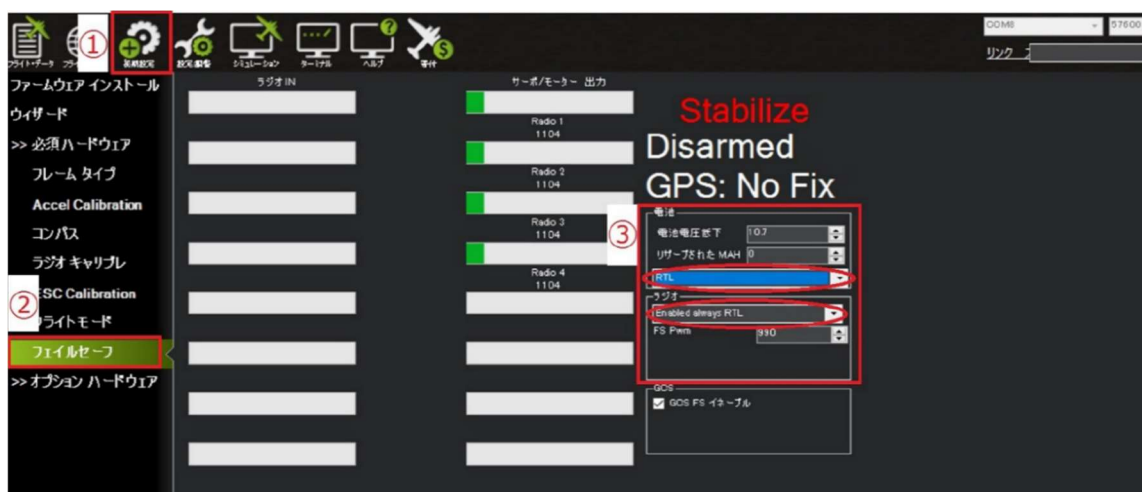 ①
フライト・データ
初期設定
設定/調整
シミュレーション
ターミナル
ヘルプ
寄付
COM8
57600
リンク
ファームウェア インストール
ウィザード
>> 必須ハードウェア
フレーム タイプ
Accel Calibration
コンパス
ラジオ キャリブレ
ESC Calibration
②
フライトモード
フェイルセーフ
>> オプション ハードウェア
ラジオ IN
サーボ/モーター 出力
Radio 1
1104
Radio 2
1104
Radio 3
1104
Radio 4
1104
Stabilize
Disarmed
GPS: No Fix
③
電池
電池電圧低下 10.7
リザーブされた MAH 0
RTL
ラジオ
Enabled always RTL
FS Pwm 990
GCS
GCS FS イネーブル